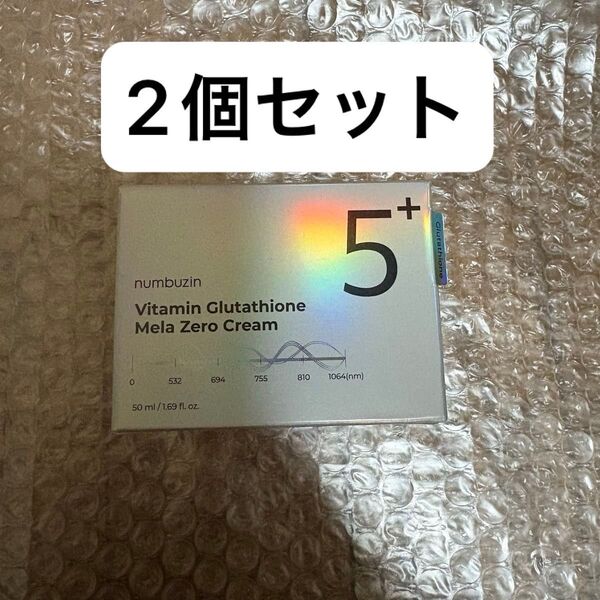 2個セット
5+
Glutathione
numbuzin
Vitamin Glutathione
Mela Zero Cream
0 532 694 755 810 1064(nm)
50 ml / 1.69 fl. oz.